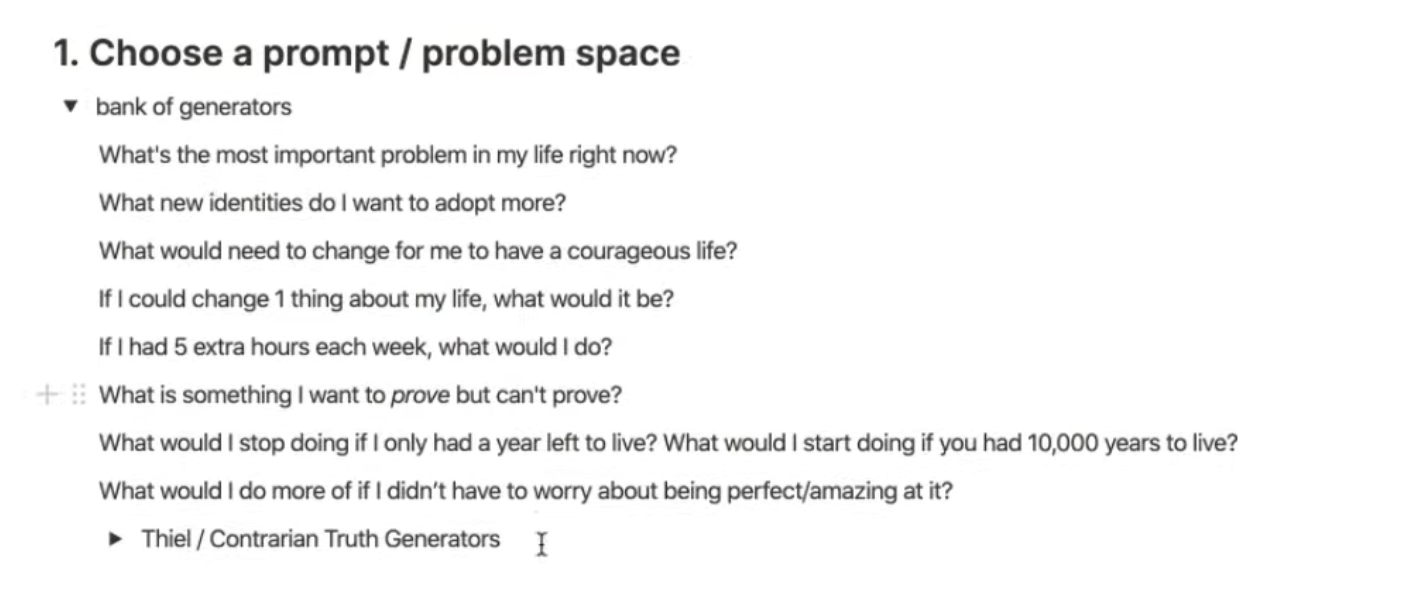 1. Choose a prompt / problem space
bank of generators
What's the most important problem in my life right now?
What new identities do I want to adopt more?
What would need to change for me to have a courageous life?
If I could change 1 thing about my life, what would it be?
If I had 5 extra hours each week, what would I do?
What is something I want to prove but can't prove?
What would I stop doing if I only had a year left to live? What would I start doing if you had 10,000 years to live?
What would I do more of if I didn’t have to worry about being perfect/amazing at it?
Thiel / Contrarian Truth Generators